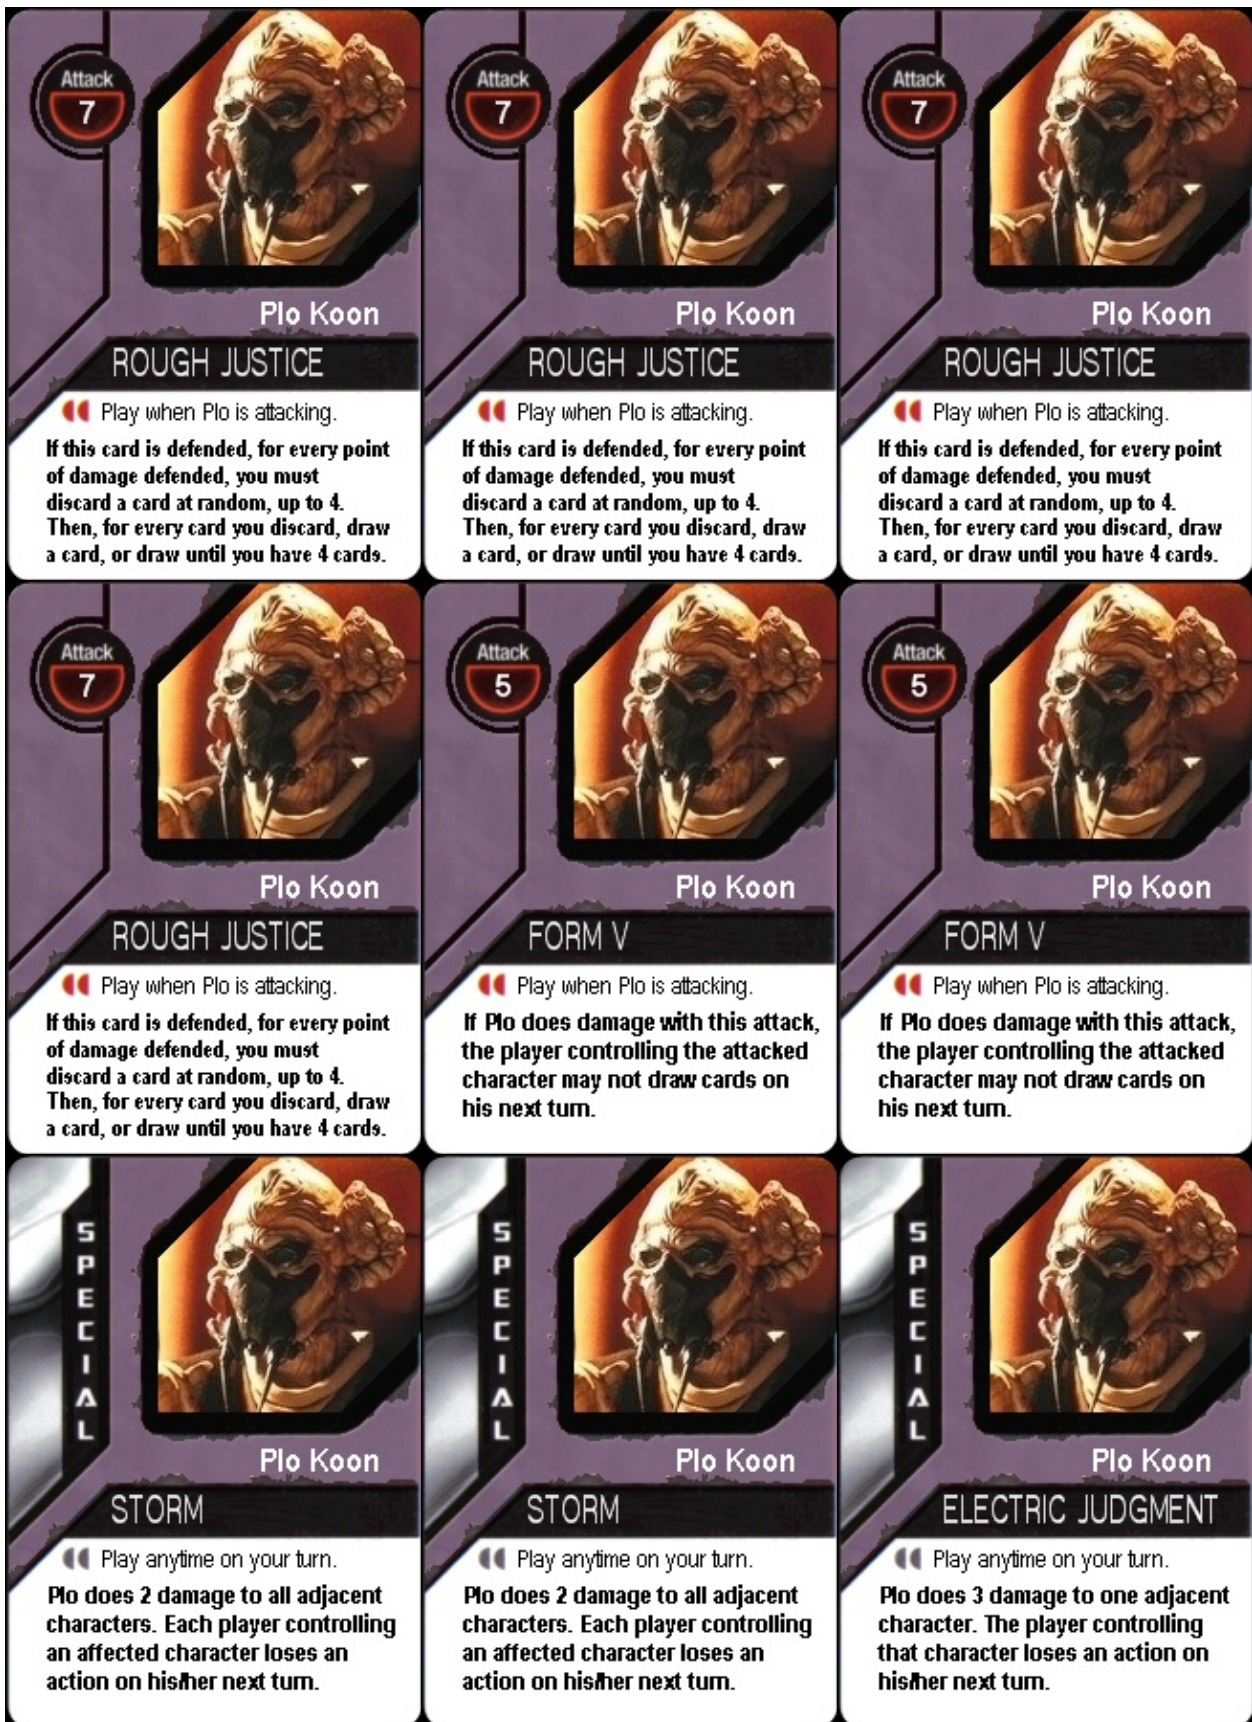 Attack
7
Plo Koon
ROUGH JUSTICE
Play when Plo is attacking.
If this card is defended, for every point
of damage defended, you must
discard a card at random, up to 4.
Then, for every card you discard, draw
a card, or draw until you have 4 cards.
Attack
7
Plo Koon
ROUGH JUSTICE
Play when Plo is attacking.
If this card is defended, for every point
of damage defended, you must
discard a card at random, up to 4.
Then, for every card you discard, draw
a card, or draw until you have 4 cards.
Attack
7
Plo Koon
ROUGH JUSTICE
Play when Plo is attacking.
If this card is defended, for every point
of damage defended, you must
discard a card at random, up to 4.
Then, for every card you discard, draw
a card, or draw until you have 4 cards.
Attack
7
Plo Koon
ROUGH JUSTICE
Play when Plo is attacking.
If this card is defended, for every point
of damage defended, you must
discard a card at random, up to 4.
Then, for every card you discard, draw
a card, or draw until you have 4 cards.
Attack
5
Plo Koon
FORM V
Play when Plo is attacking.
If Plo does damage with this attack,
the player controlling the attacked
character may not draw cards on
his next turn.
Attack
5
Plo Koon
FORM V
Play when Plo is attacking.
If Plo does damage with this attack,
the player controlling the attacked
character may not draw cards on
his next turn.
SPECIAL
Plo Koon
STORM
Play anytime on your turn.
Plo does 2 damage to all adjacent
characters. Each player controlling
an affected character loses an
action on his/her next turn.
SPECIAL
Plo Koon
STORM
Play anytime on your turn.
Plo does 2 damage to all adjacent
characters. Each player controlling
an affected character loses an
action on his/her next turn.
SPECIAL
Plo Koon
ELECTRIC JUDGMENT
Play anytime on your turn.
Plo does 3 damage to one adjacent
character. The player controlling
that character loses an action on
his/her next turn.